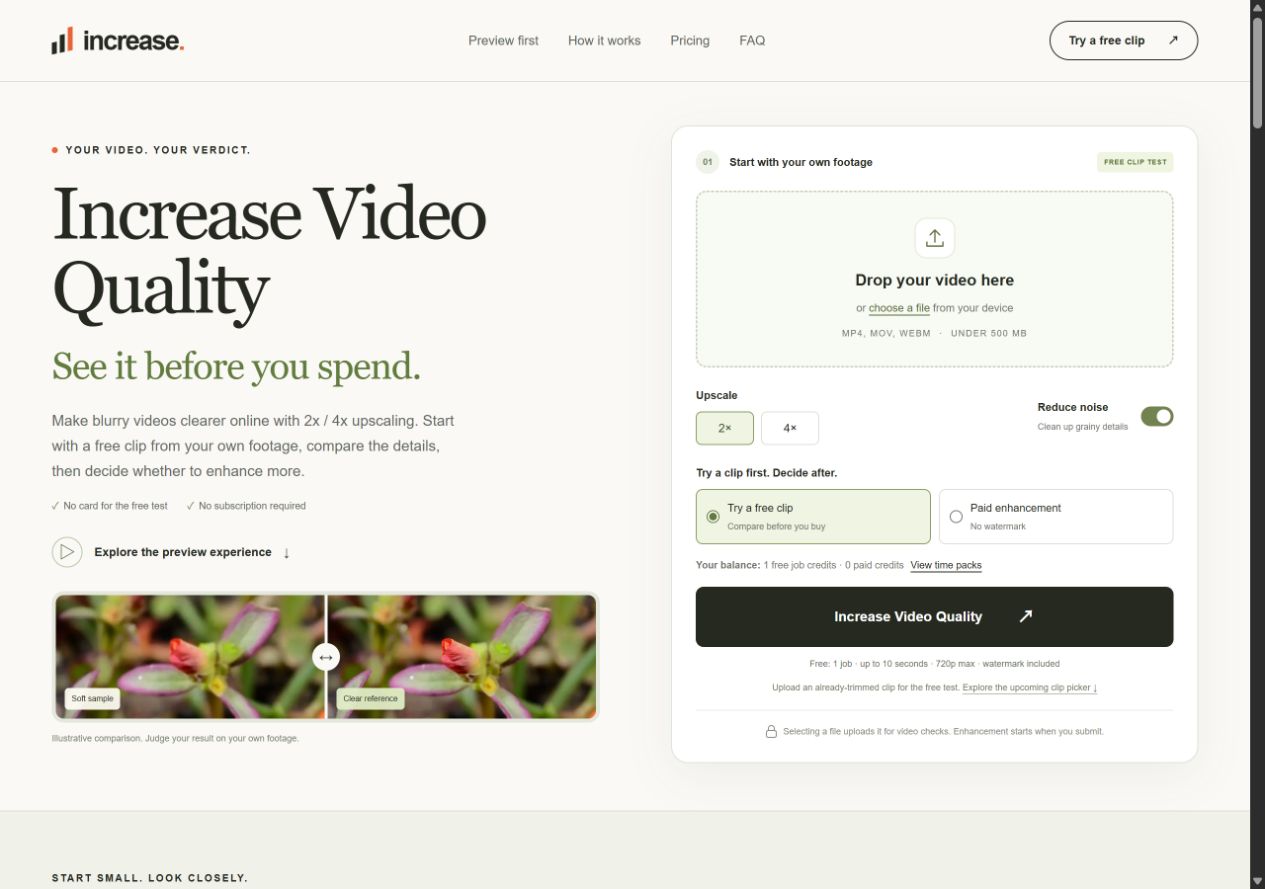 increase.
Preview first
How it works
Pricing
FAQ
Try a free clip ↗
YOUR VIDEO. YOUR VERDICT.
Increase Video
Quality
See it before you spend.
Make blurry videos clearer online with 2x / 4x upscaling. Start
with a free clip from your own footage, compare the details,
then decide whether to enhance more.
✓ No card for the free test
✓ No subscription required
Explore the preview experience ↓
Soft sample
Clear reference
Illustrative comparison. Judge your result on your own footage.
01
Start with your own footage
FREE CLIP TEST
Drop your video here
or choose a file from your device
MP4, MOV, WEBM · UNDER 500 MB
Upscale
2×
4×
Reduce noise
Clean up grainy details
Try a clip first. Decide after.
Try a free clip
Compare before you buy
Paid enhancement
No watermark
Your balance: 1 free job credits · 0 paid credits View time packs
Increase Video Quality ↗
Free: 1 job · up to 10 seconds · 720p max · watermark included
Upload an already-trimmed clip for the free test. Explore the upcoming clip picker ↓
Selecting a file uploads it for video checks. Enhancement starts when you submit.
START SMALL. LOOK CLOSELY.